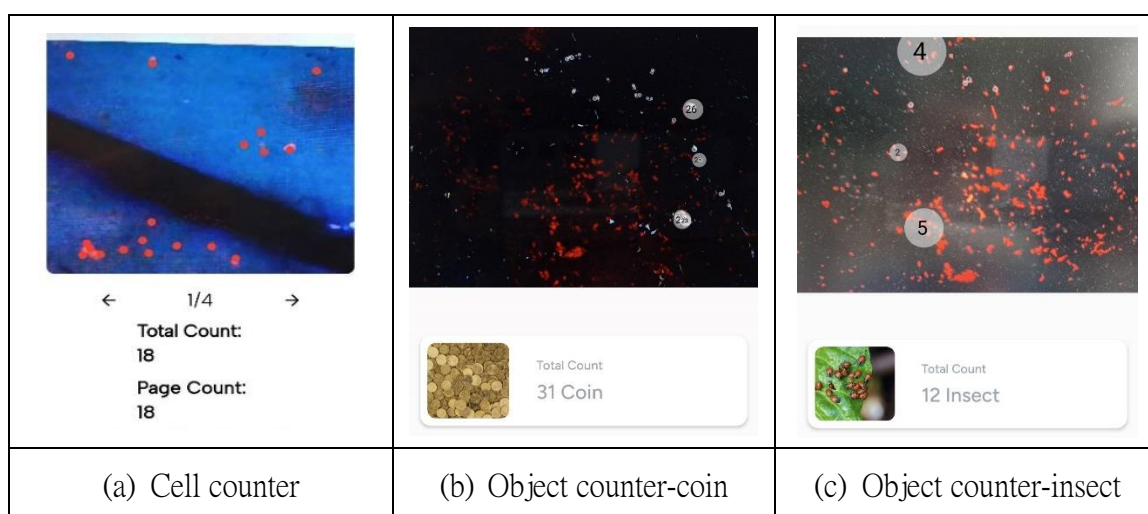 ← 1/4 →
Total Count:
18
Page Count:
18
26
2
Total Count
31 Coin
4
2
5
Total Count
12 Insect
(a) Cell counter
(b) Object counter-coin
(c) Object counter-insect